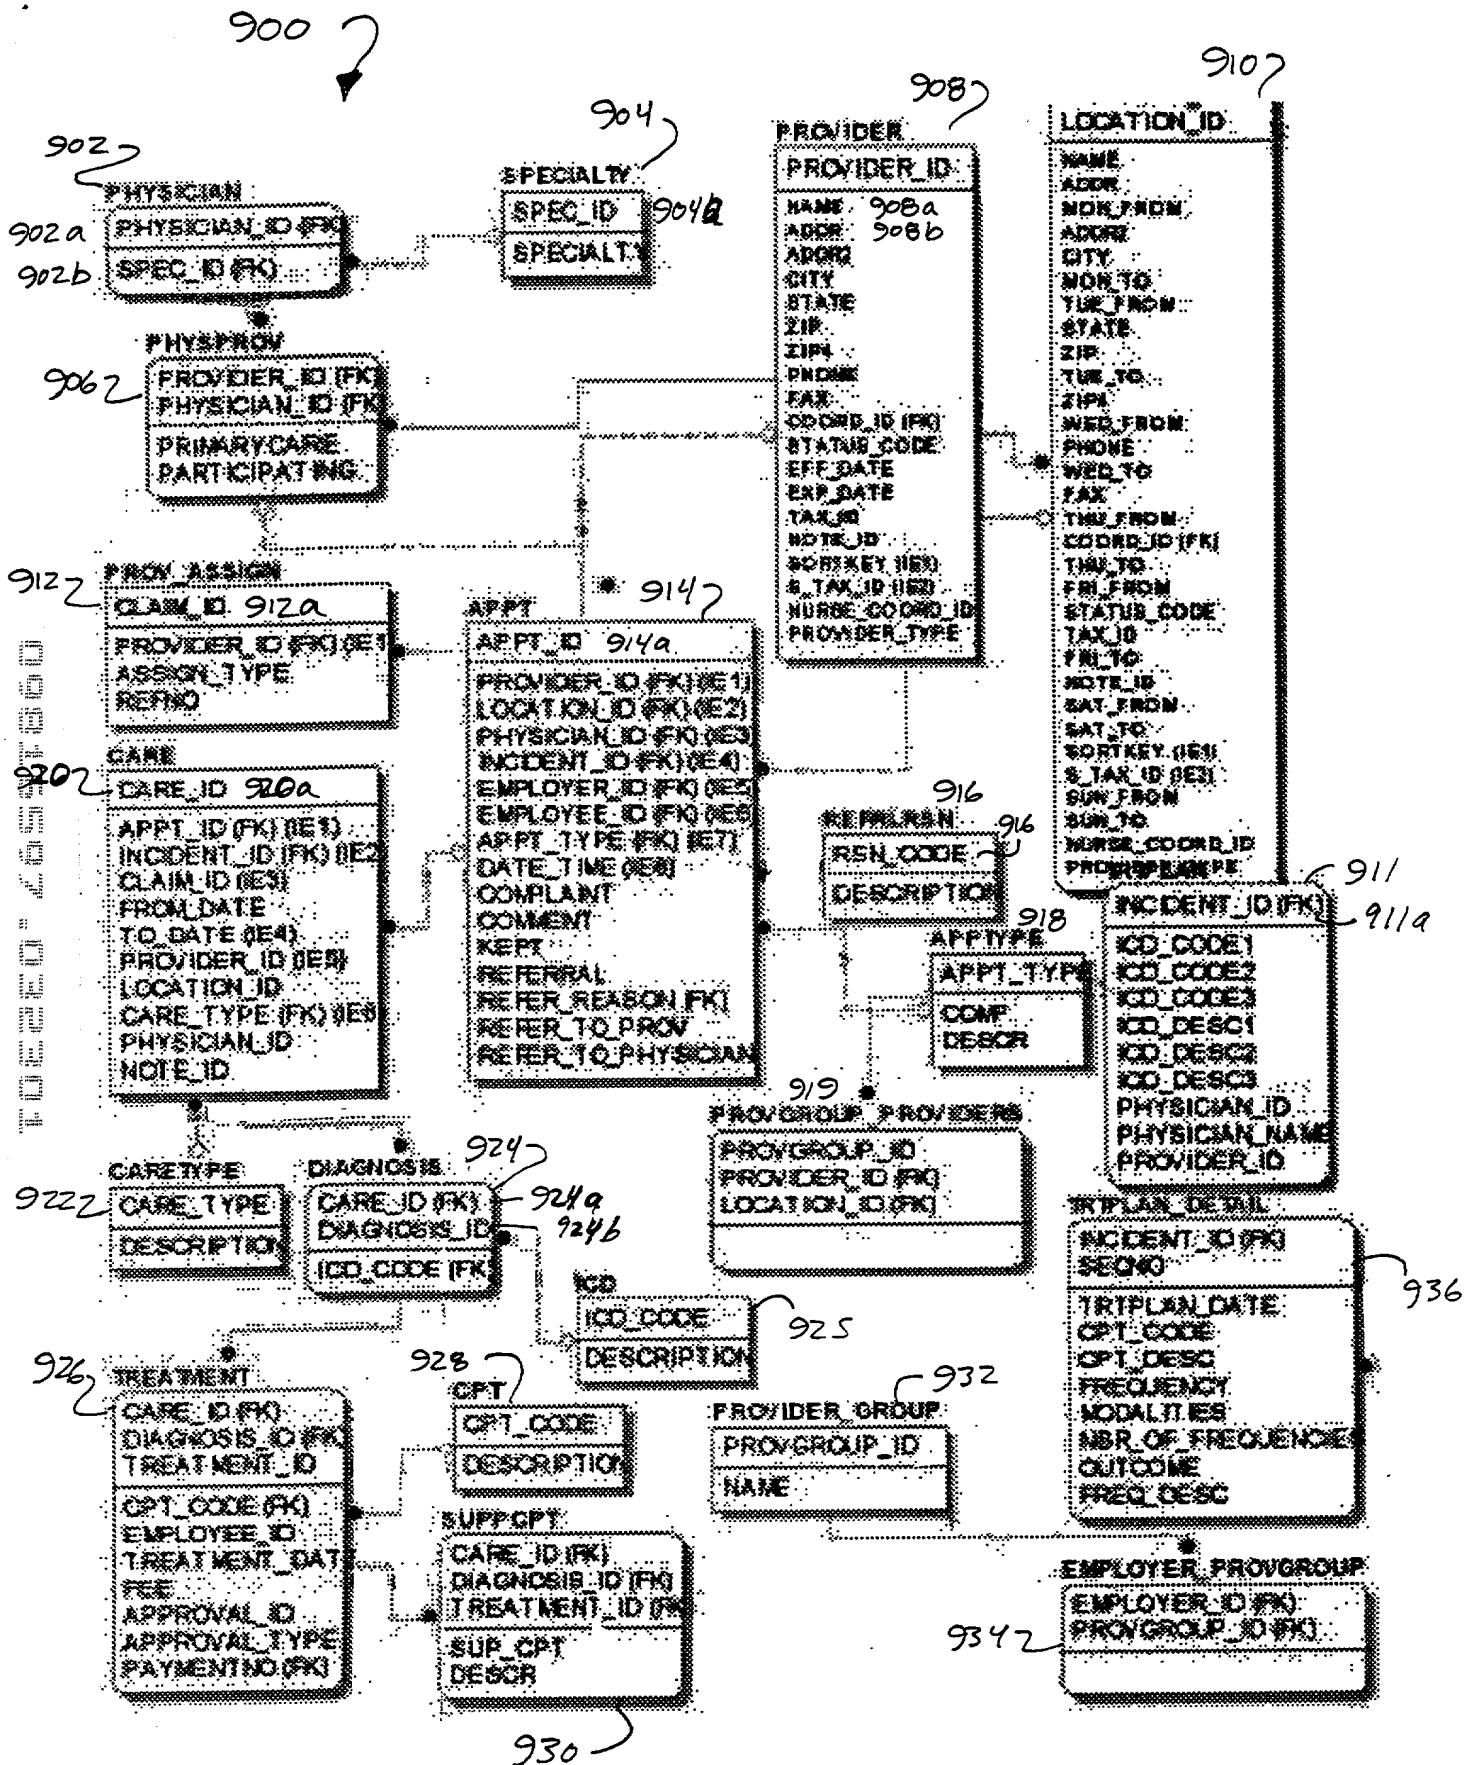 900
910
908
904
902
PHYSICIAN
902a PHYSICIAN_ID (FK)
902b SPEC_ID (FK)
SPECIALTY
SPEC_ID
SPECIALTY
PHYSPROV
906
PROVIDER_ID (FK)
PHYSICIAN_ID (FK
PRIMARYCARE
PARTICIPATING
PROVIDER
PROVIDER_ID
NAME 908a
ADDR 908b
ADDR2
CITY
STATE
ZIP
ZIP4
PHONE
FAX
COORD_ID (FK)
STATUS_CODE
EFF_DATE
EXP_DATE
TAX_ID
NOTE_ID
SORTKEY (IE1)
S_TAX_ID (IE2)
NURSE_COORD_ID
PROVIDER_TYPE
LOCATION_ID
NAME
ADDR
MON_FROM
ADDR2
CITY
MON_TO
TUE_FROM
STATE
ZIP
TUE_TO
ZIP4
WED_FROM
PHONE
WED_TO
FAX
THU_FROM
COORD_ID (FK)
THU_TO
FRI_FROM
STATUS_CODE
TAX_ID
FRI_TO
NOTE_ID
SAT_FROM
SAT_TO
SORTKEY (IE1)
S_TAX_ID (IE3)
SUN_FROM
SUN_TO
NURSE_COORD_ID
912
PROV_ASSIGN
CLAIM_ID 912a
PROVIDER_ID (FK) (IE1
ASSIGN_TYPE
REFNO
914
APPT
APPT_ID 914a
PROVIDER_ID (FK) (IE1)
LOCATION_ID (FK) (IE2)
PHYSICIAN_ID (FK) (IE3
INCIDENT_ID (FK) (IE4)
EMPLOYER_ID (FK) (IE5
EMPLOYEE_ID (FK) (IE6
APPT_TYPE (FK) (IE7)
DATE_TIME (IE8)
COMPLAINT
COMMENT
KEPT
REFERRAL
REFER_REASON (FK)
REFER_TO_PROV
REFER_TO_PHYSICIAN
CARE
920
CARE_ID 920a
APPT_ID (FK) (IE1)
INCIDENT_ID (FK) (IE2
CLAIM_ID (IE3)
FROM_DATE
TO_DATE (IE4)
PROVIDER_ID (IE5)
LOCATION_ID
CARE_TYPE (FK) (IE6
PHYSICIAN_ID
NOTE_ID
916
REFRLRSN
RSN_CODE 916
DESCRIPTION
918
APPTYPE
APPT_TYPE
COMP
DESCR
911
INCIDENT_ID (FK) 911a
ICD_CODE1
ICD_CODE2
ICD_CODE3
ICD_DESC1
ICD_DESC2
ICD_DESC3
PHYSICIAN_ID
PHYSICIAN_NAME
PROVIDER_ID
919
PROVGROUP_PROVIDERS
PROVGROUP_ID
PROVIDER_ID (FK)
LOCATION_ID (FK)
CARETYPE
922
CARE_TYPE
DESCRIPTION
DIAGNOSIS
924
CARE_ID (FK) 924a
DIAGNOSIS_ID 924b
ICD_CODE (FK
ICD
ICD_CODE
925
DESCRIPTION
TRTPLAN_DETAIL
INCIDENT_ID (FK)
SEQNO
936
TRTPLAN_DATE
CPT_CODE
CPT_DESC
FREQUENCY
MODALITIES
NBR_OF_FREQUENCIES
OUTCOME
FREQ_DESC
926
TREATMENT
CARE_ID (FK)
DIAGNOSIS_ID (FK
TREATMENT_ID
CPT_CODE (FK)
EMPLOYEE_ID
TREATMENT_DAT
FEE
APPROVAL_ID
APPROVAL_TYPE
PAYMENTNO (FK)
928
CPT
CPT_CODE
DESCRIPTION
932
PROVIDER_GROUP
PROVGROUP_ID
NAME
SUPPCPT
CARE_ID (FK)
DIAGNOSIS_ID (FK)
TREATMENT_ID (FK
SUP_CPT
DESCR
930
EMPLOYER_PROVGROUP
EMPLOYER_ID (FK)
PROVGROUP_ID (FK)
934